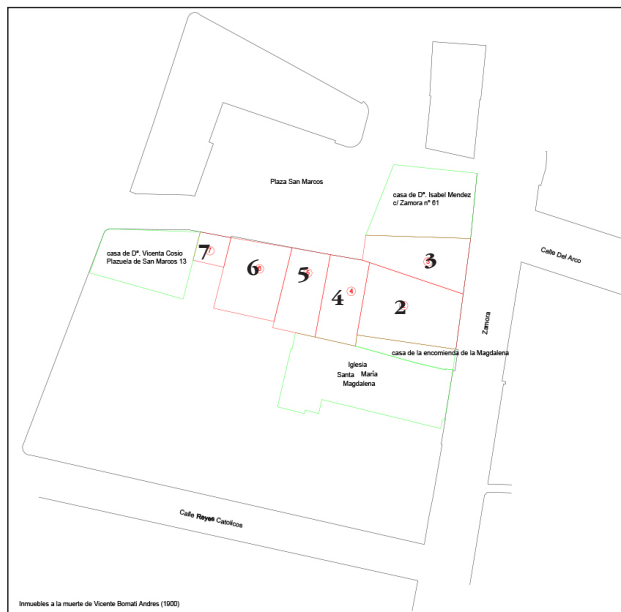 Plaza San Marcos
casa de Dª. Isabel Mendez
c/ Zamora nº 61
casa de Dª. Vicenta Cosio
Plazuela de San Marcos 13
7
6
5
4
4
3
2
Calle Del Arco
Zamora
casa de la encomienda de la Magdalena
Iglesia
Santa María
Magdalena
Calle Reyes Catolicos
Inmuebles a la muerte de Vicente Bomati Andres (1900)